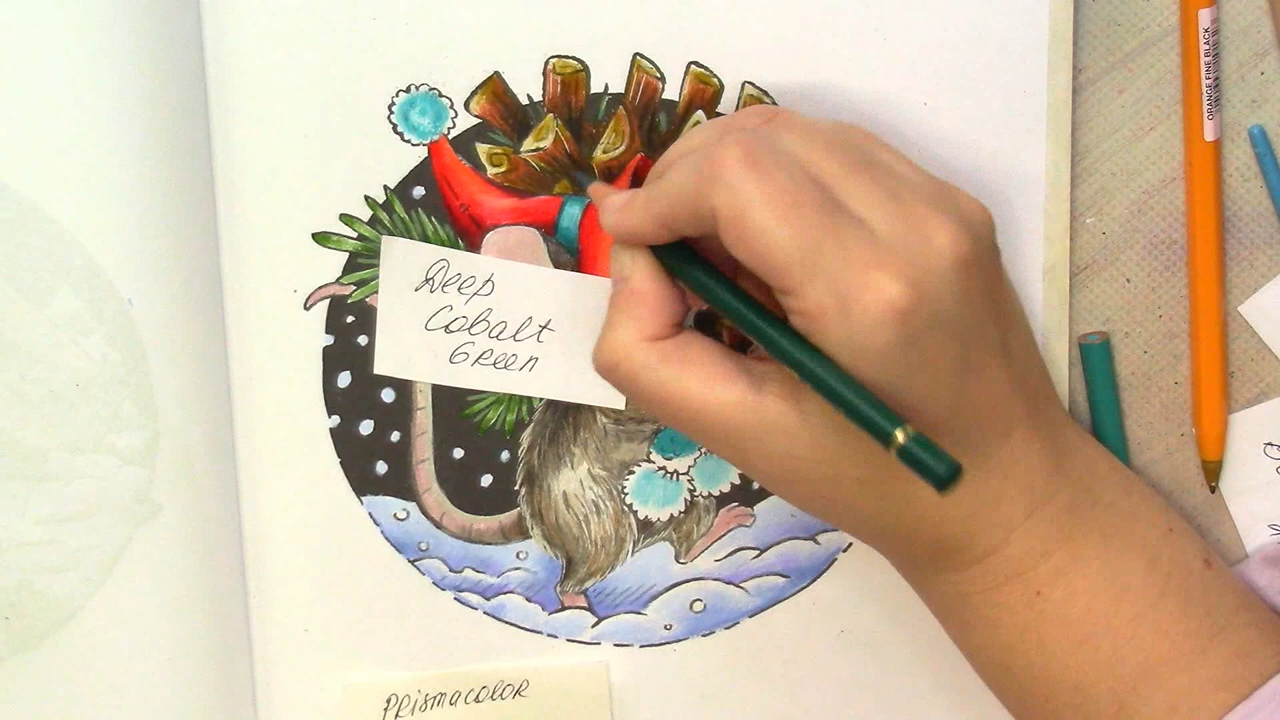 Deep
Cobalt
Green
ORANGE FINE BLACK
PRISMACOLOR